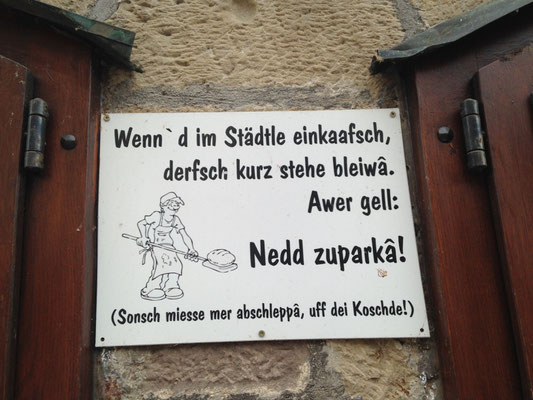 Wenn`d im Städtle einkaafsch,
derfsch kurz stehe bleiwâ.
Awer gell:
Nedd zuparkâ!
(Sonsch miesse mer abschleppâ, uff dei Koschde!)